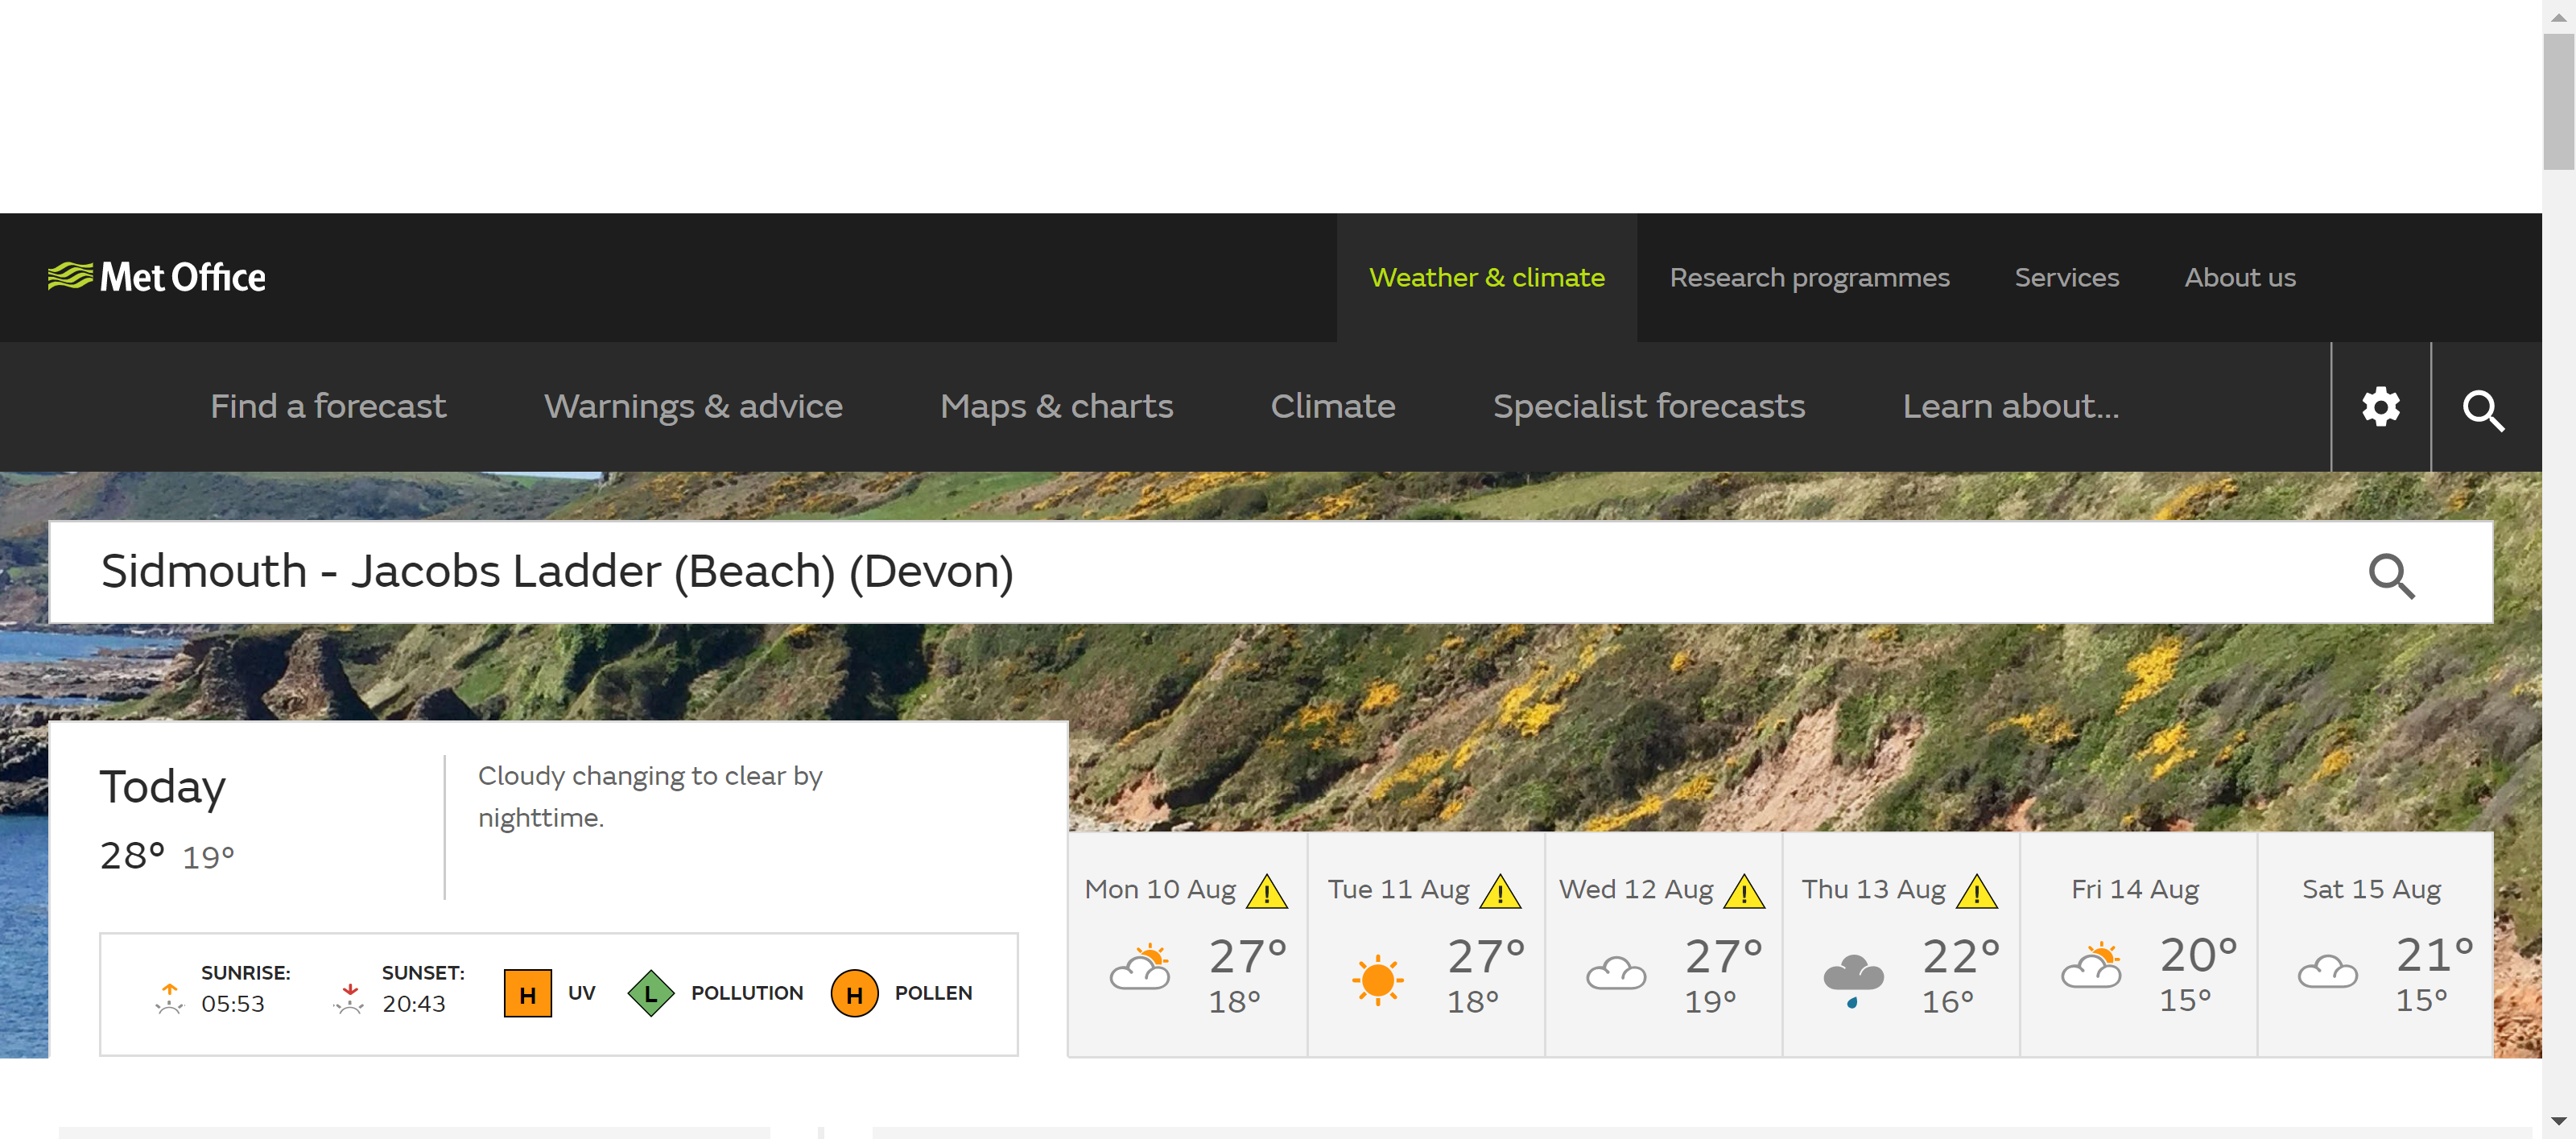 Met Office
Weather & climate
Research programmes
Services
About us
Find a forecast
Warnings & advice
Maps & charts
Climate
Specialist forecasts
Learn about...
Sidmouth - Jacobs Ladder (Beach) (Devon)
Today
28° 19°
Cloudy changing to clear by
nighttime.
SUNRISE:
05:53
SUNSET:
20:43
H UV
L POLLUTION
H POLLEN
Mon 10 Aug !
27°
18°
Tue 11 Aug !
27°
18°
Wed 12 Aug !
27°
19°
Thu 13 Aug !
22°
16°
Fri 14 Aug
20°
15°
Sat 15 Aug
21°
15°